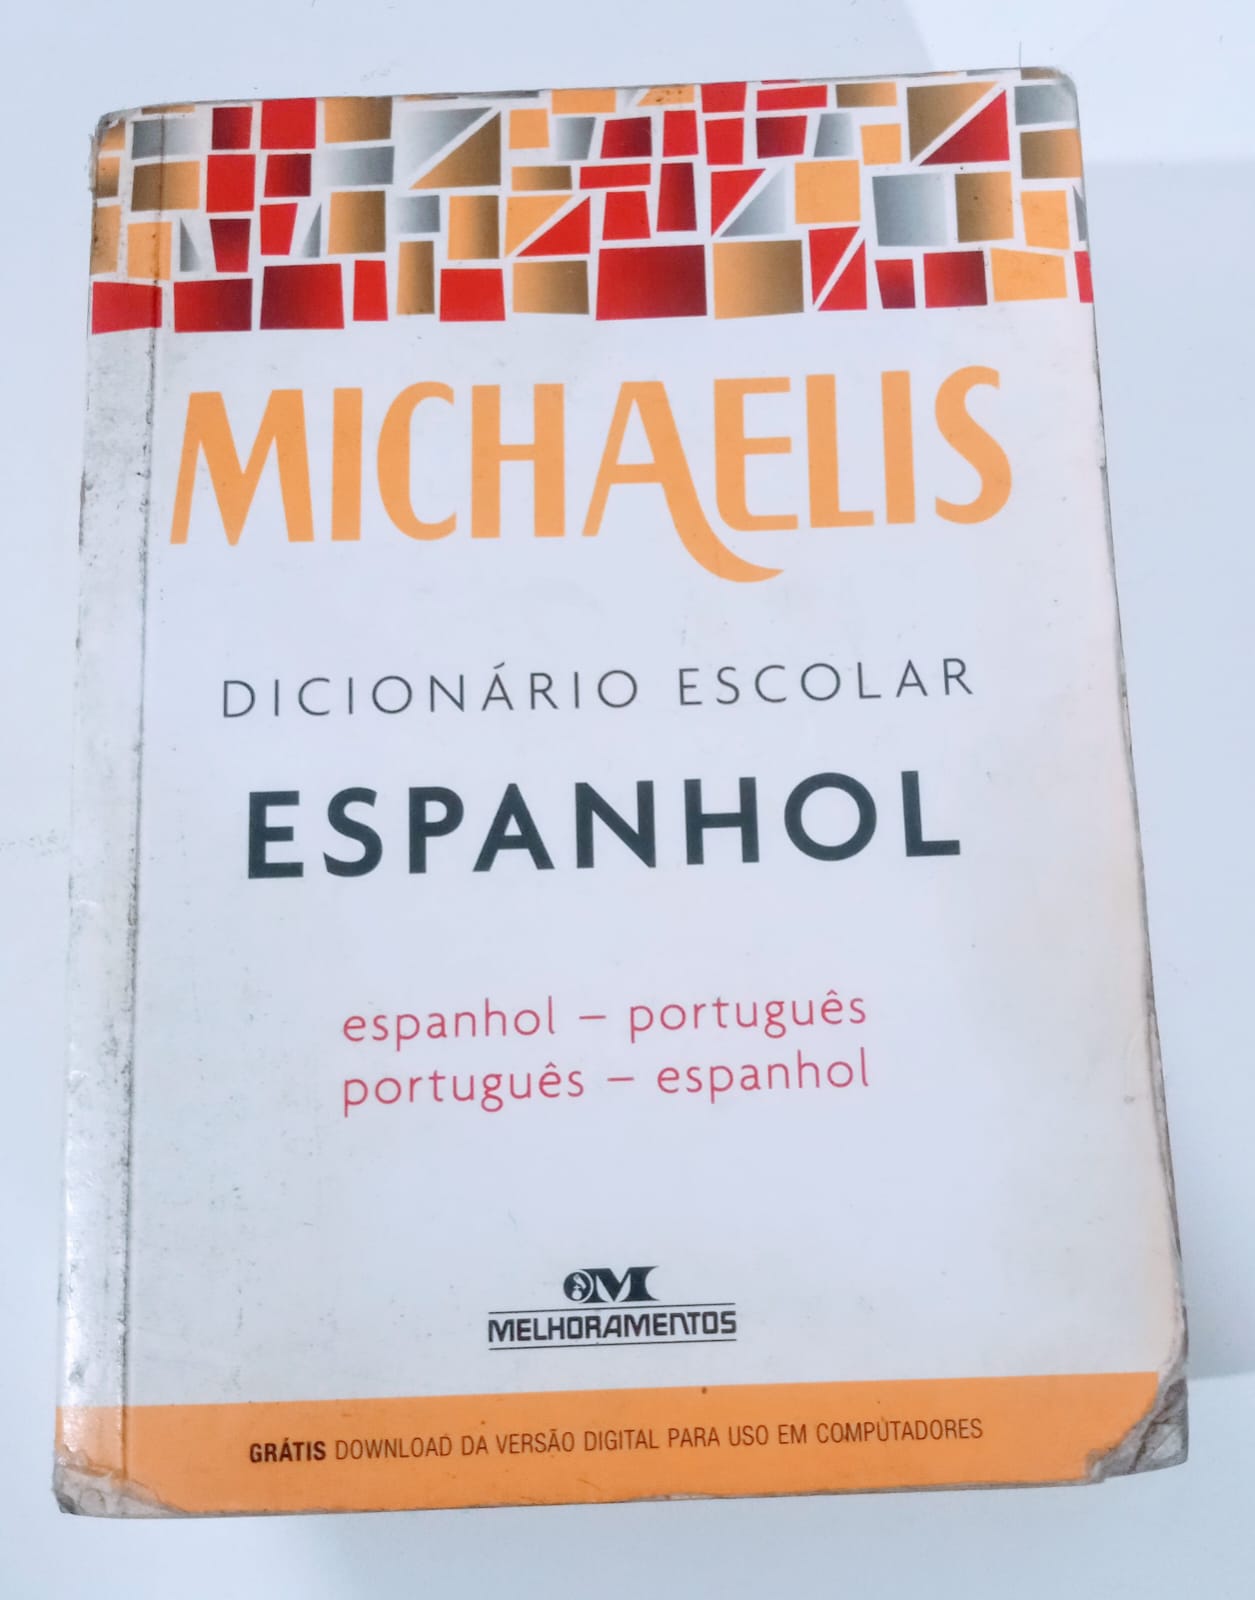 MICHAELIS
DICIONÁRIO ESCOLAR
ESPANHOL
espanhol – português
português – espanhol
MELHORAMENTOS
GRÁTIS DOWNLOAD DA VERSÃO DIGITAL PARA USO EM COMPUTADORES